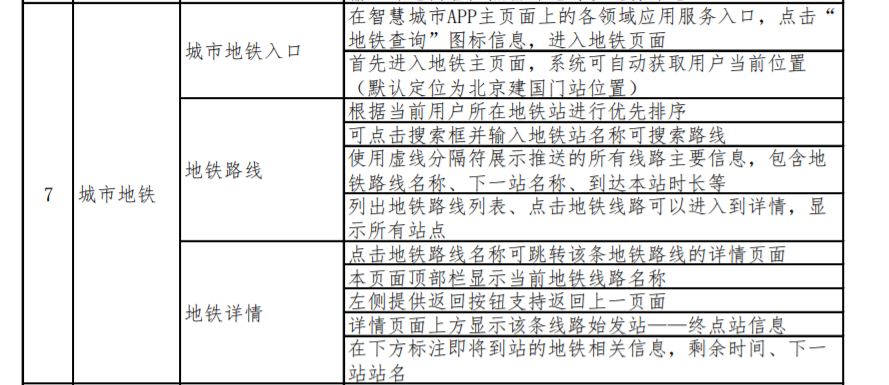 在智慧城市APP主页面上的各领域应用服务入口，点击“
地铁查询”图标信息，进入地铁页面
城市地铁入口
首先进入地铁主页面，系统可自动获取用户当前位置
（默认定位为北京建国门站位置）
根据当前用户所在地铁站进行优先排序
可点击搜索框并输入地铁站名称可搜索路线
地铁路线
使用虚线分隔符展示推送的所有线路主要信息，包含地
铁路线名称、下一站名称、到达本站时长等
7
城市地铁
列出地铁路线列表、点击地铁线路可以进入到详情，显
示所有站点
点击地铁路线名称可跳转该条地铁路线的详情页面
本页面顶部栏显示当前地铁线路名称
左侧提供返回按钮支持返回上一页面
地铁详情
详情页面上方显示该条线路始发站——终点站信息
在下方标注即将到站的地铁相关信息，剩余时间、下一
站站名